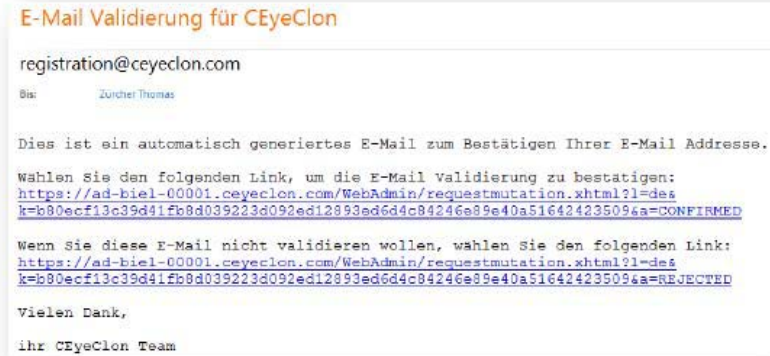 E-Mail Validierung für CEyeClon
registration@ceyeclon.com
Bis: Zürcher Thomas
Dies ist ein automatisch generiertes E-Mail zum Bestätigen Ihrer E-Mail Addresse.
Wählen Sie den folgenden Link, um die E-Mail Validierung zu bestätigen:
https://ad-biel-00001.ceyeclon.com/WebAdmin/requestmutation.xhtml?l=de&
k=b80ecf13c39d41fb8d039223d092ed12893ed6d4c84246e89e40a51642423509&a=CONFIRMED
Wenn Sie diese E-Mail nicht validieren wollen, wählen Sie den folgenden Link:
https://ad-biel-00001.ceyeclon.com/WebAdmin/requestmutation.xhtml?l=de&
k=b80ecf13c39d41fb8d039223d092ed12893ed6d4c84246e89e40a51642423509&a=REJECTED
Vielen Dank,
ihr CEyeClon Team